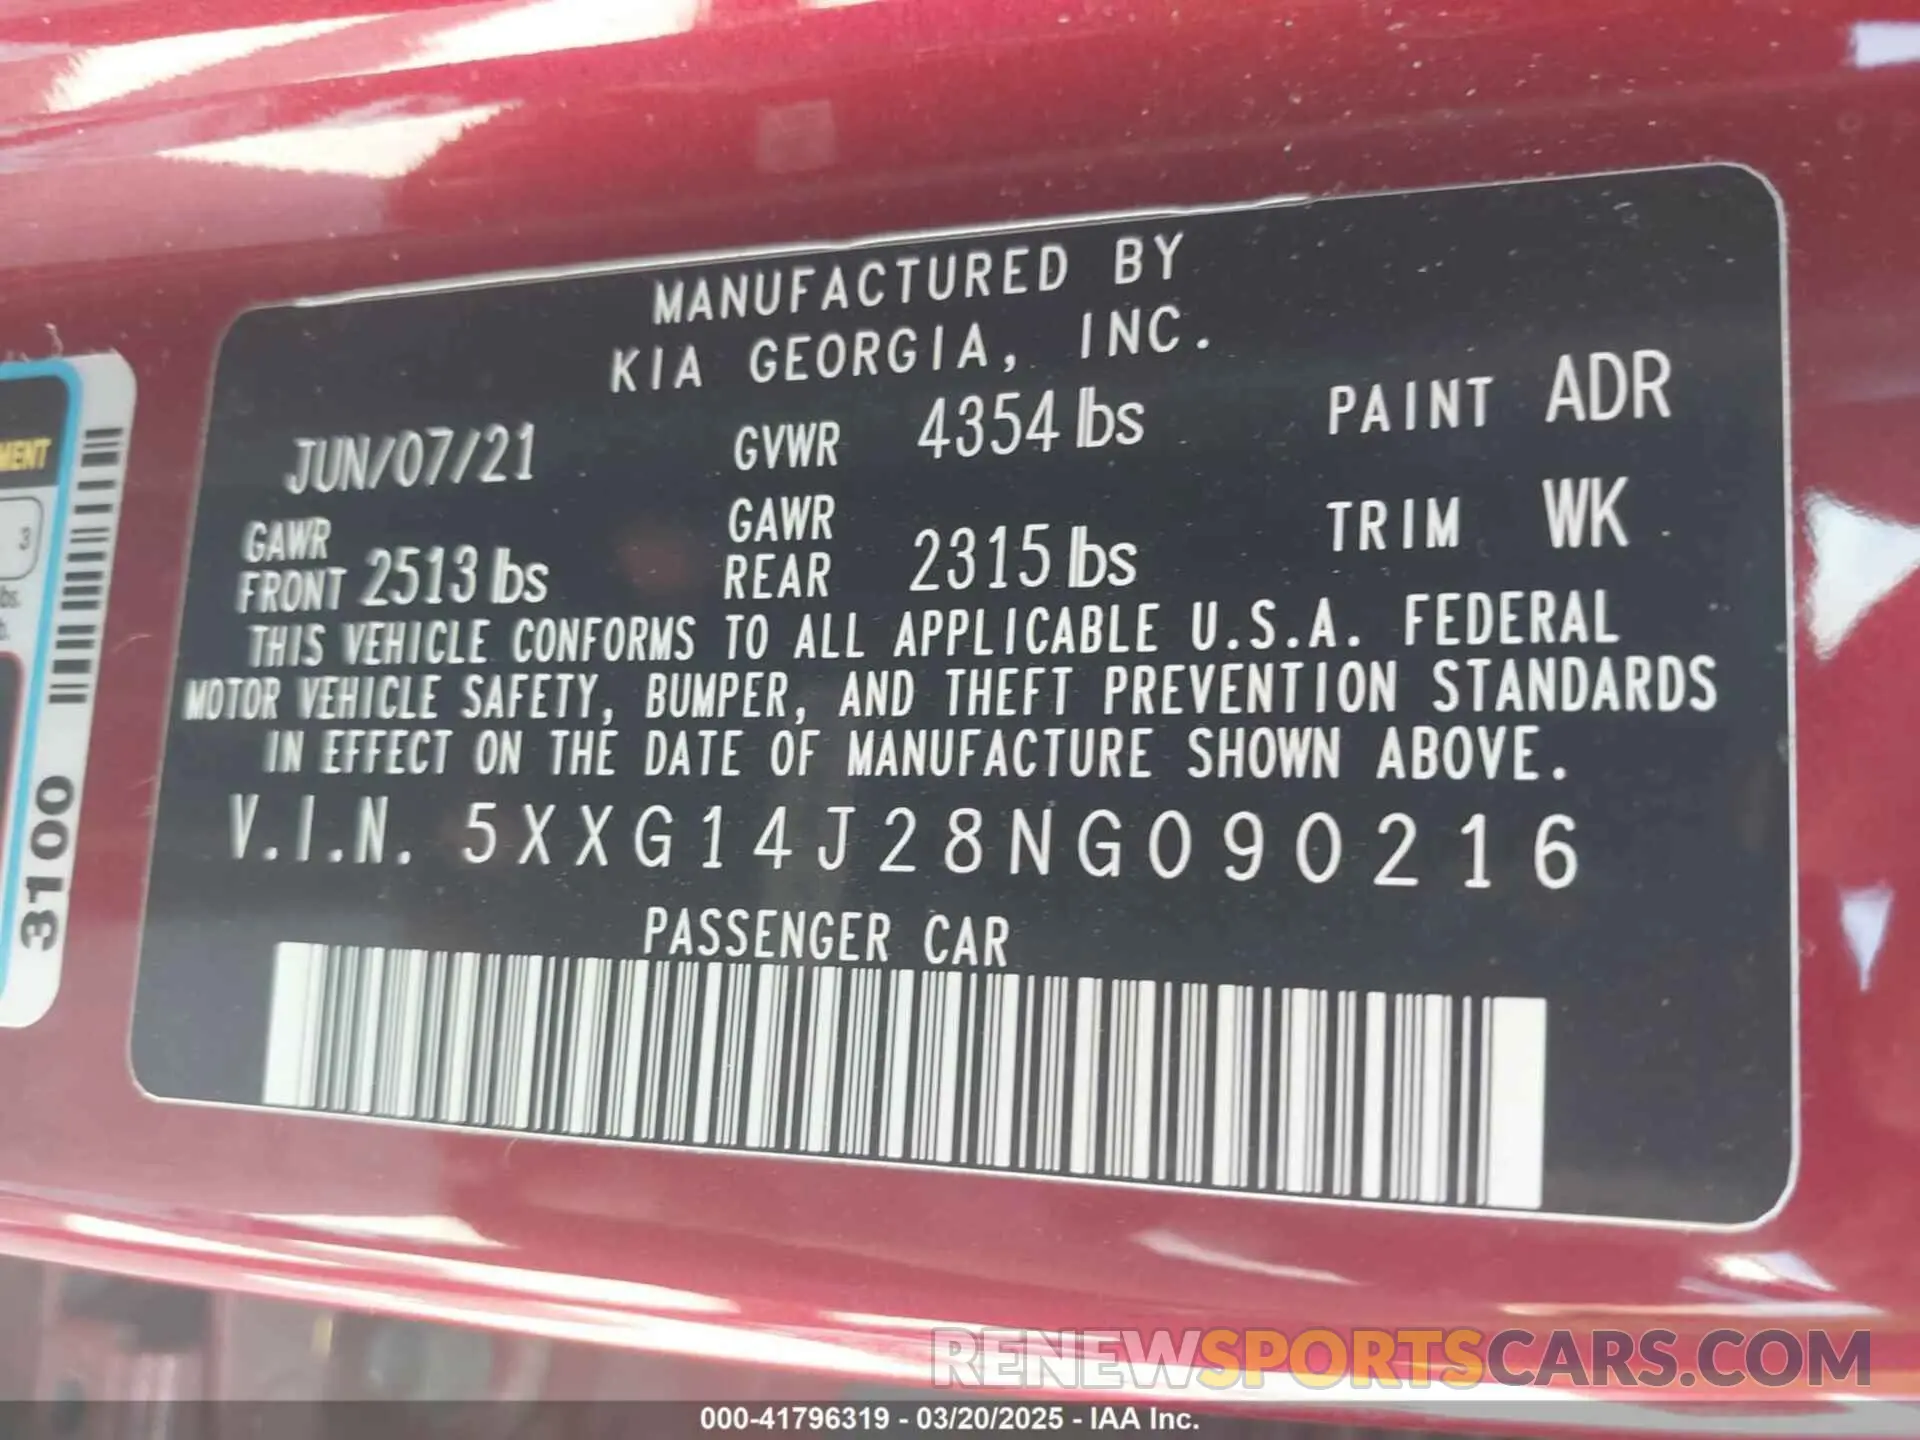 MANUFACTURED BY
KIA GEORGIA, INC.
JUN/07/21 GVWR 4354 lbs PAINT ADR
GAWR FRONT 2513 lbs GAWR REAR 2315 lbs TRIM WK
THIS VEHICLE CONFORMS TO ALL APPLICABLE U.S.A. FEDERAL
MOTOR VEHICLE SAFETY, BUMPER, AND THEFT PREVENTION STANDARDS
IN EFFECT ON THE DATE OF MANUFACTURE SHOWN ABOVE.
V.I.N. 5XXG14J28NG090216
PASSENGER CAR
3100
3
RENEWSPORTSCARS.COM
000-41796319 - 03/20/2025 - IAA Inc.